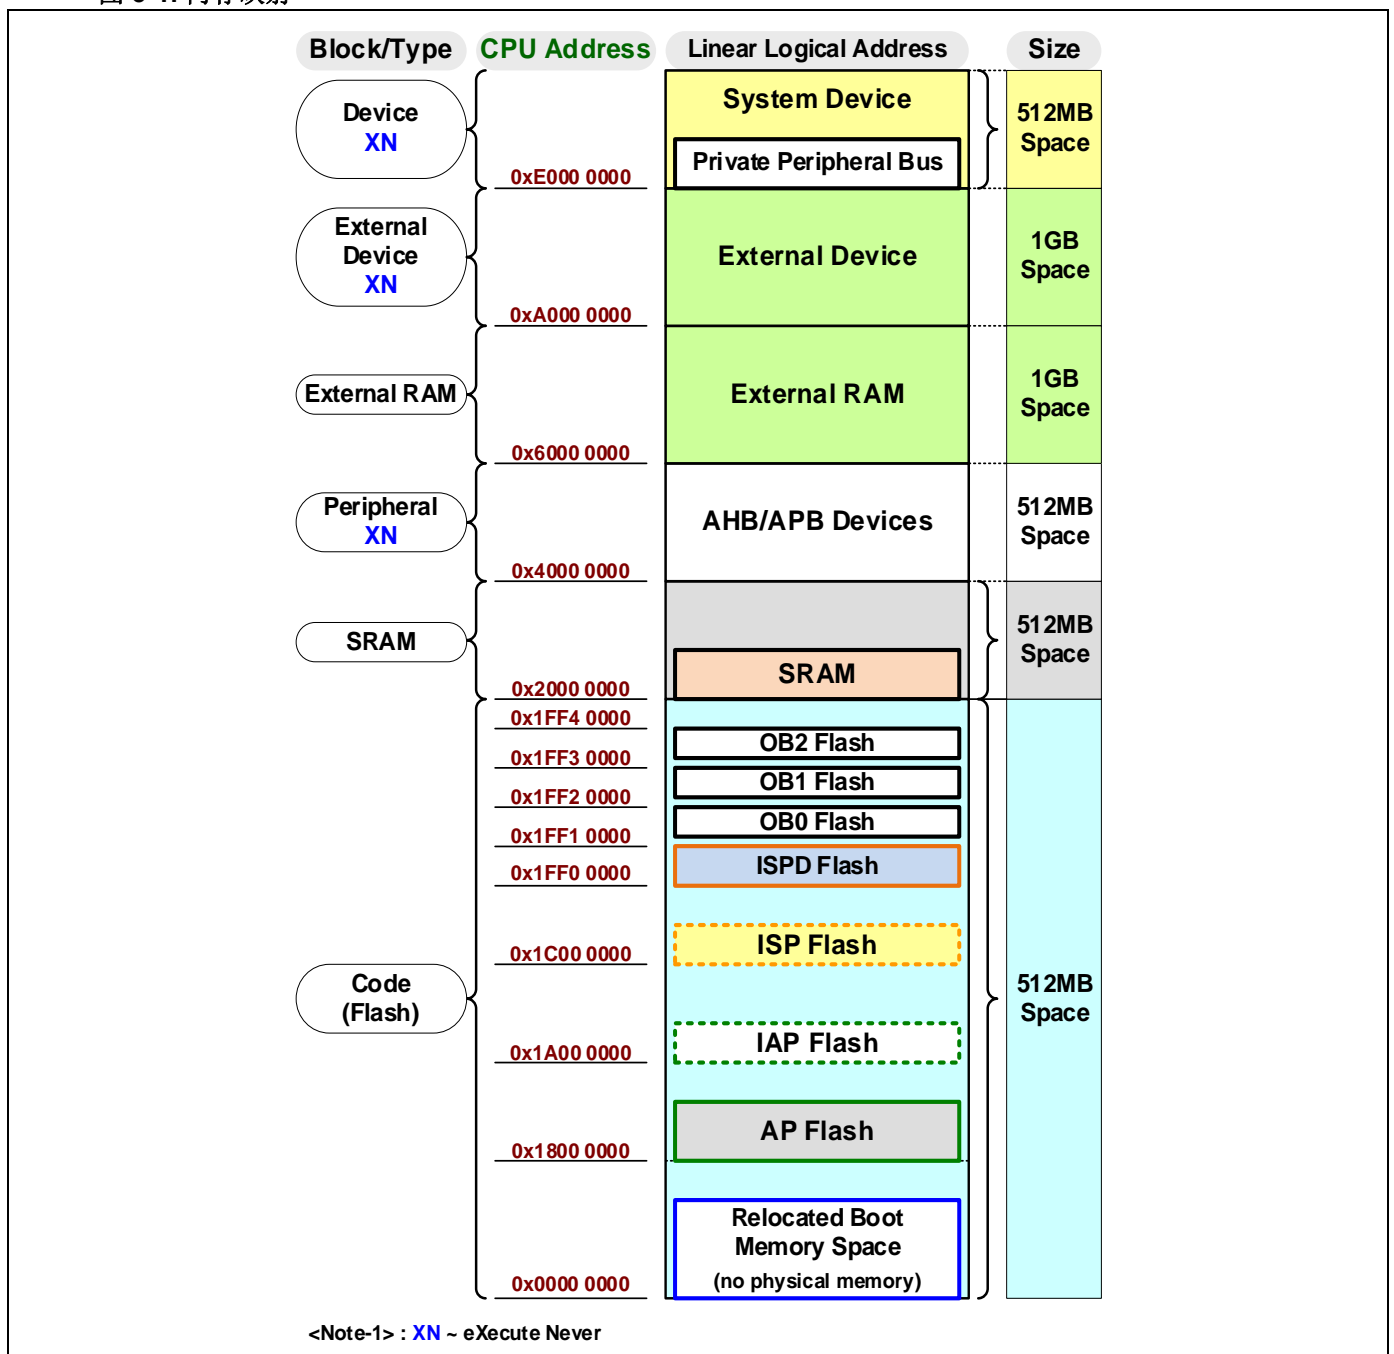 Block/Type CPU Address Linear Logical Address Size
Device
XN
System Device
Private Peripheral Bus
512MB
Space
0xE000 0000
External
Device
XN
External Device
1GB
Space
0xA000 0000
External RAM
External RAM
1GB
Space
0x6000 0000
Peripheral
XN
AHB/APB Devices
512MB
Space
0x4000 0000
SRAM
SRAM
512MB
Space
0x2000 0000
0x1FF4 0000
OB2 Flash
0x1FF3 0000
OB1 Flash
0x1FF2 0000
OB0 Flash
0x1FF1 0000
ISPD Flash
0x1FF0 0000
ISP Flash
0x1C00 0000
Code
(Flash)
512MB
Space
IAP Flash
0x1A00 0000
AP Flash
0x1800 0000
Relocated Boot
Memory Space
(no physical memory)
0x0000 0000
<Note-1> : XN ~ eXecute Never